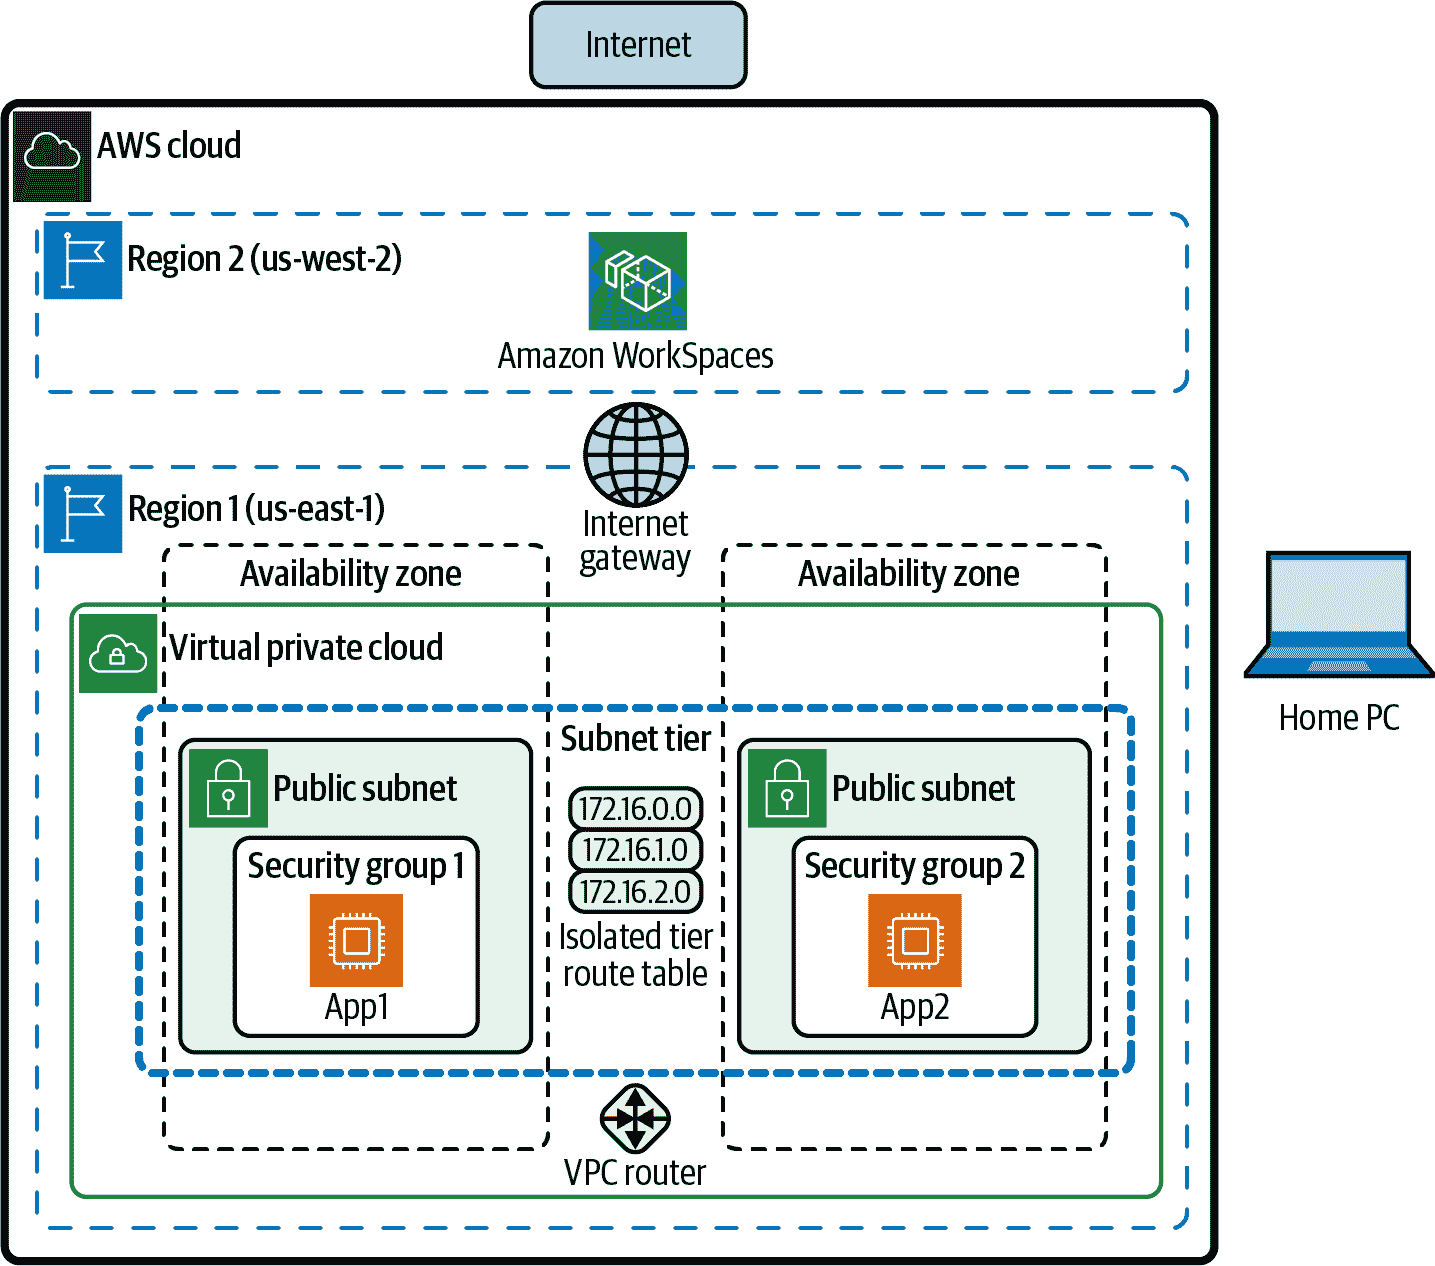 Internet
AWS cloud
Region 2 (us-west-2)
Amazon WorkSpaces
Region 1 (us-east-1)
Internet
gateway
Availability zone
Availability zone
Virtual private cloud
Subnet tier
Public subnet
Public subnet
172.16.0.0
172.16.1.0
172.16.2.0
Security group 1
Security group 2
Isolated tier
route table
App1
App2
VPC router
Home PC